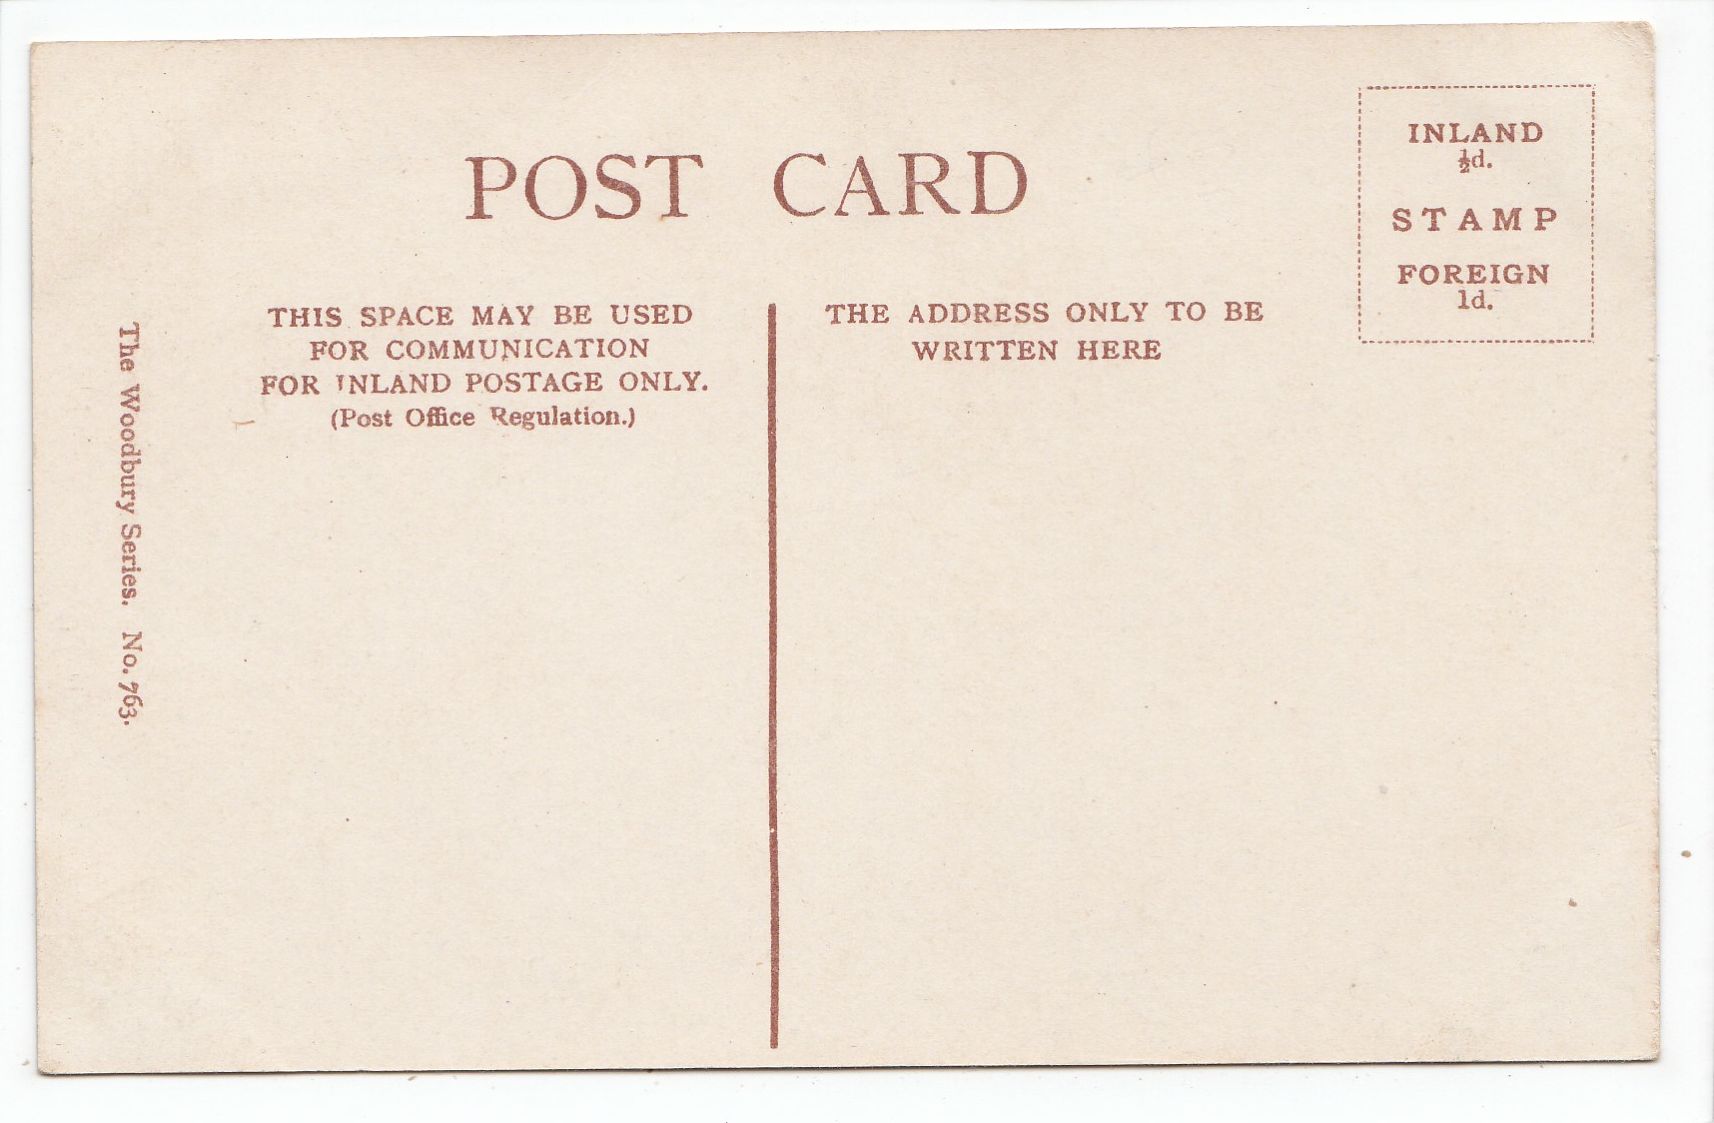 POST CARD
INLAND
½d.
STAMP
FOREIGN
1d.
THIS SPACE MAY BE USED
FOR COMMUNICATION
FOR INLAND POSTAGE ONLY.
(Post Office Regulation.)
THE ADDRESS ONLY TO BE
WRITTEN HERE
The Woodbury Series. No. 763.